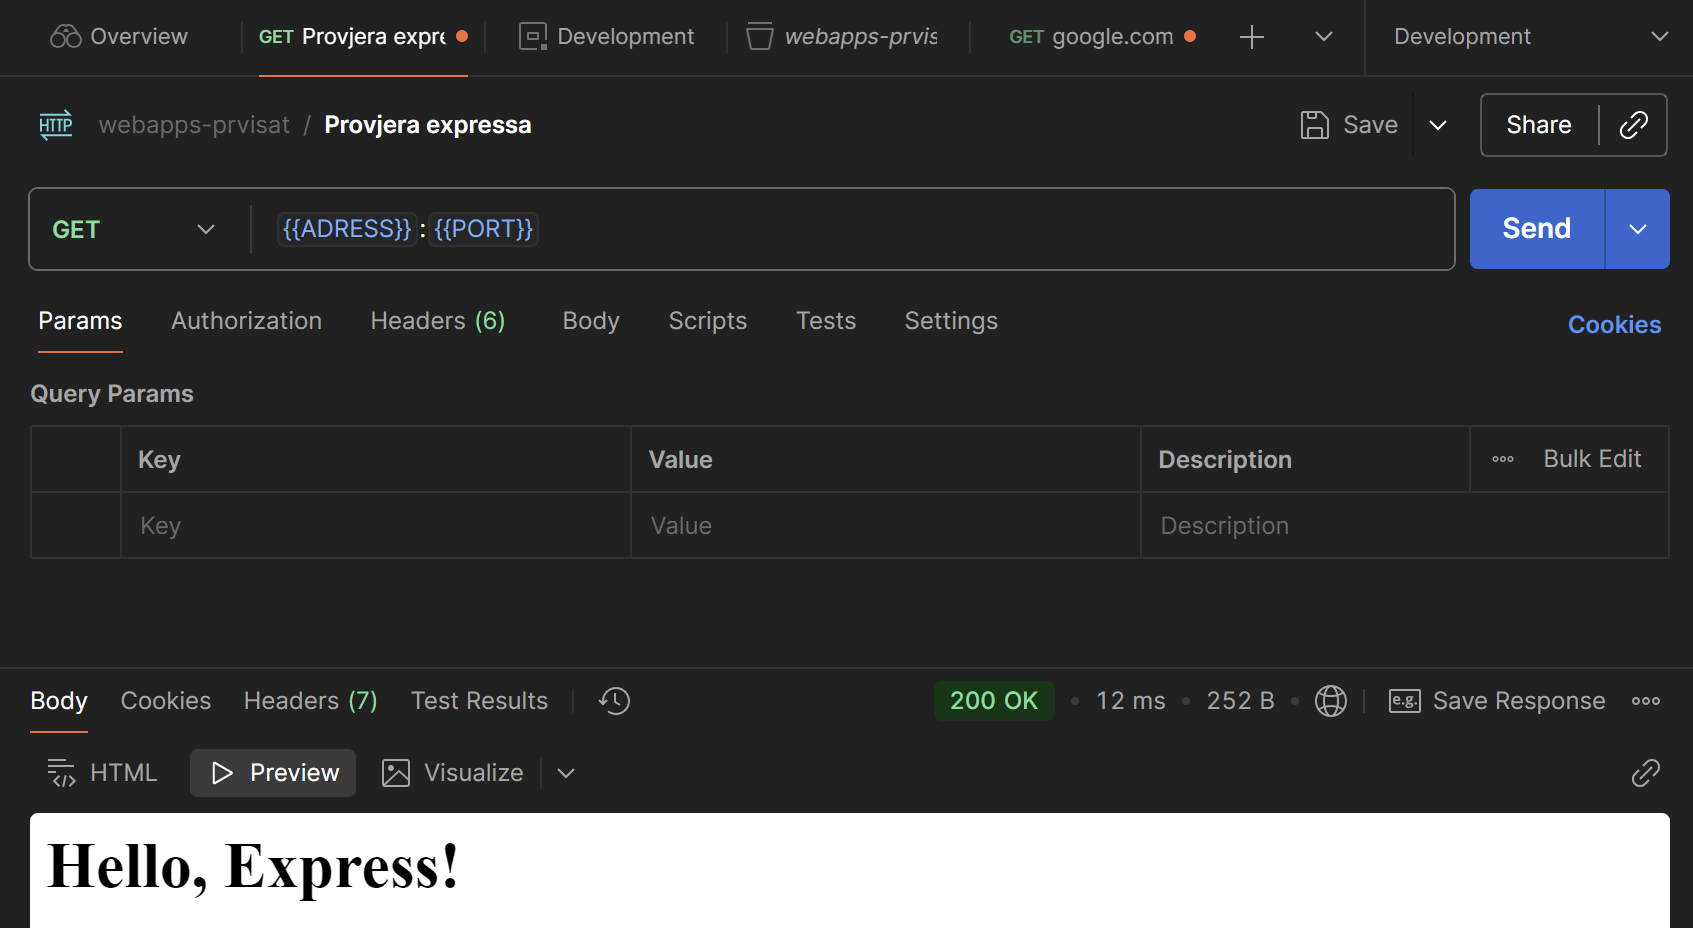 Overview GET Provjera expre Development webapps-prvis GET google.com Development
HTTP webapps-prvisat / Provjera expressa Save Share
GET {{ADRESS}}:{{PORT}} Send
Params Authorization Headers (6) Body Scripts Tests Settings Cookies
Query Params
Key Value Description Bulk Edit
Key Value Description
Body Cookies Headers (7) Test Results 200 OK 12 ms 252 B e.g. Save Response
HTML Preview Visualize
Hello, Express!